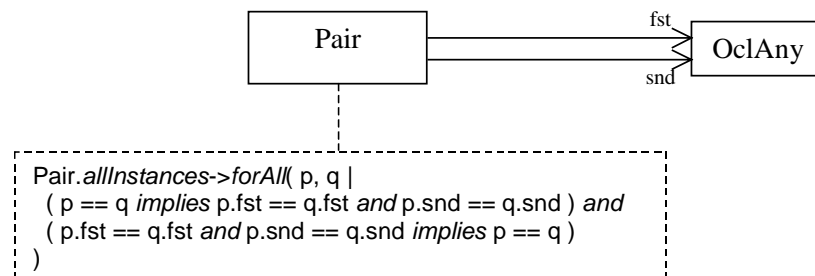 fst
Pair
OclAny
snd
Pair.allInstances->forAll( p, q |
( p == q implies p.fst == q.fst and p.snd == q.snd ) and
( p.fst == q.fst and p.snd == q.snd implies p == q )
)